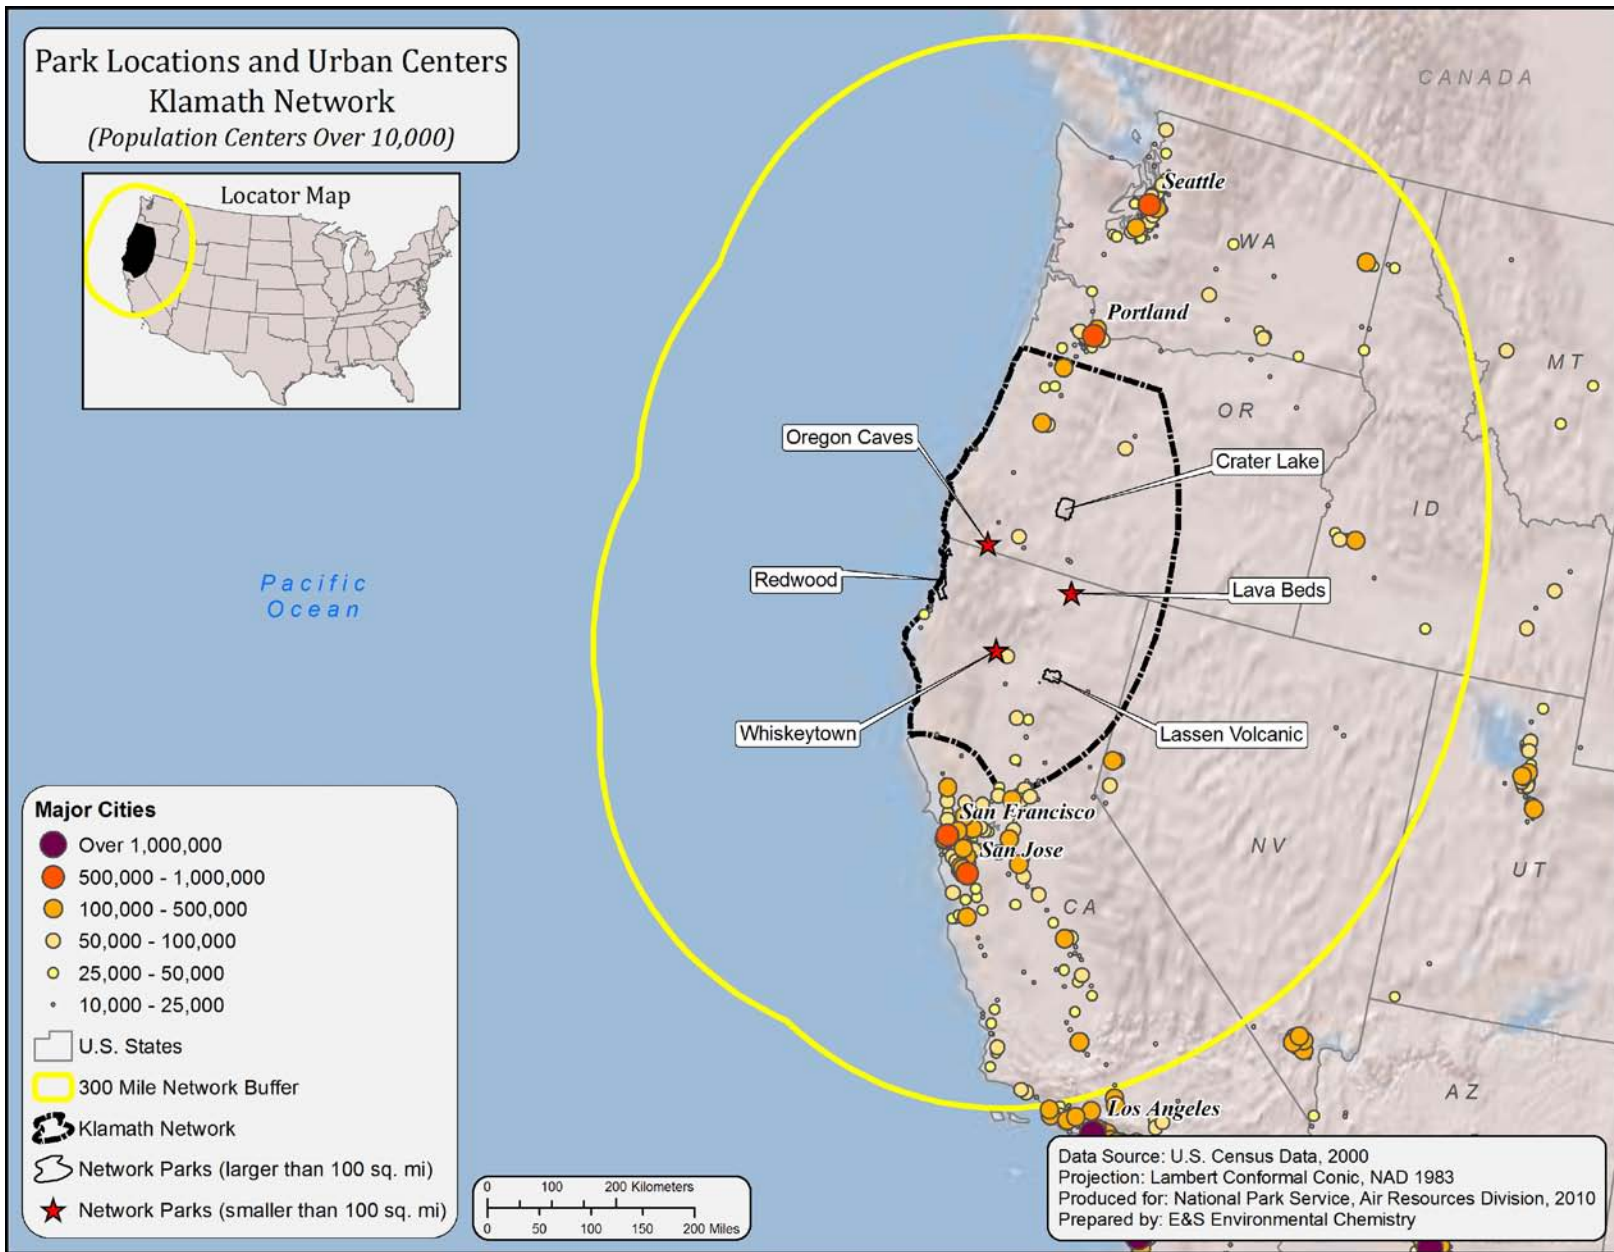 Park Locations and Urban Centers
Klamath Network
(Population Centers Over 10,000)
Locator Map
CANADA
Seattle
WA
Portland
MT
OR
Oregon Caves
Crater Lake
ID
Pacific
Ocean
Redwood
Lava Beds
Whiskeytown
Lassen Volcanic
San Francisco
San Jose
NV
UT
CA
AZ
Los Angeles
Major Cities
Over 1,000,000
500,000 - 1,000,000
100,000 - 500,000
50,000 - 100,000
25,000 - 50,000
10,000 - 25,000
U.S. States
300 Mile Network Buffer
Klamath Network
Network Parks (larger than 100 sq. mi)
Network Parks (smaller than 100 sq. mi)
0 100 200 Kilometers
0 50 100 150 200 Miles
Data Source: U.S. Census Data, 2000
Projection: Lambert Conformal Conic, NAD 1983
Produced for: National Park Service, Air Resources Division, 2010
Prepared by: E&S Environmental Chemistry